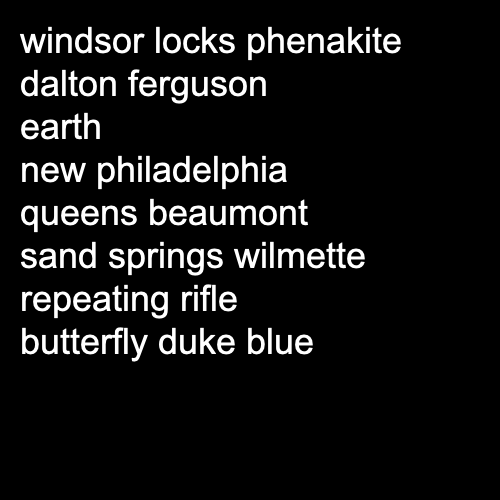 windsor locks phenakite
dalton ferguson
earth
new philadelphia
queens beaumont
sand springs wilmette
repeating rifle
butterfly duke blue